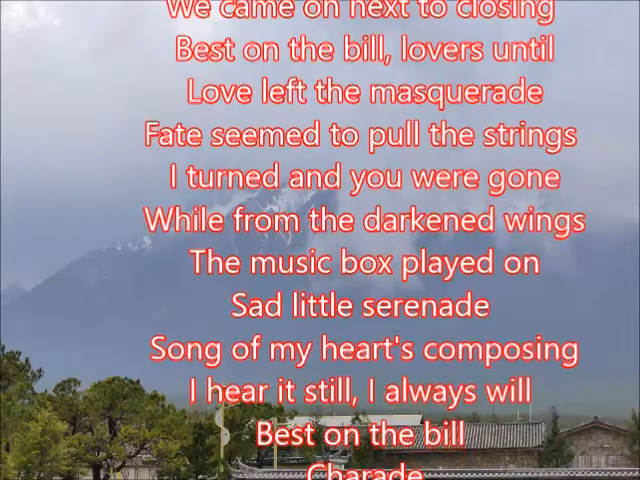 We came on next to closing
Best on the bill, lovers until
Love left the masquerade
Fate seemed to pull the strings
I turned and you were gone
While from the darkened wings
The music box played on
Sad little serenade
Song of my heart's composing
I hear it still, I always will
Best on the bill
Charade